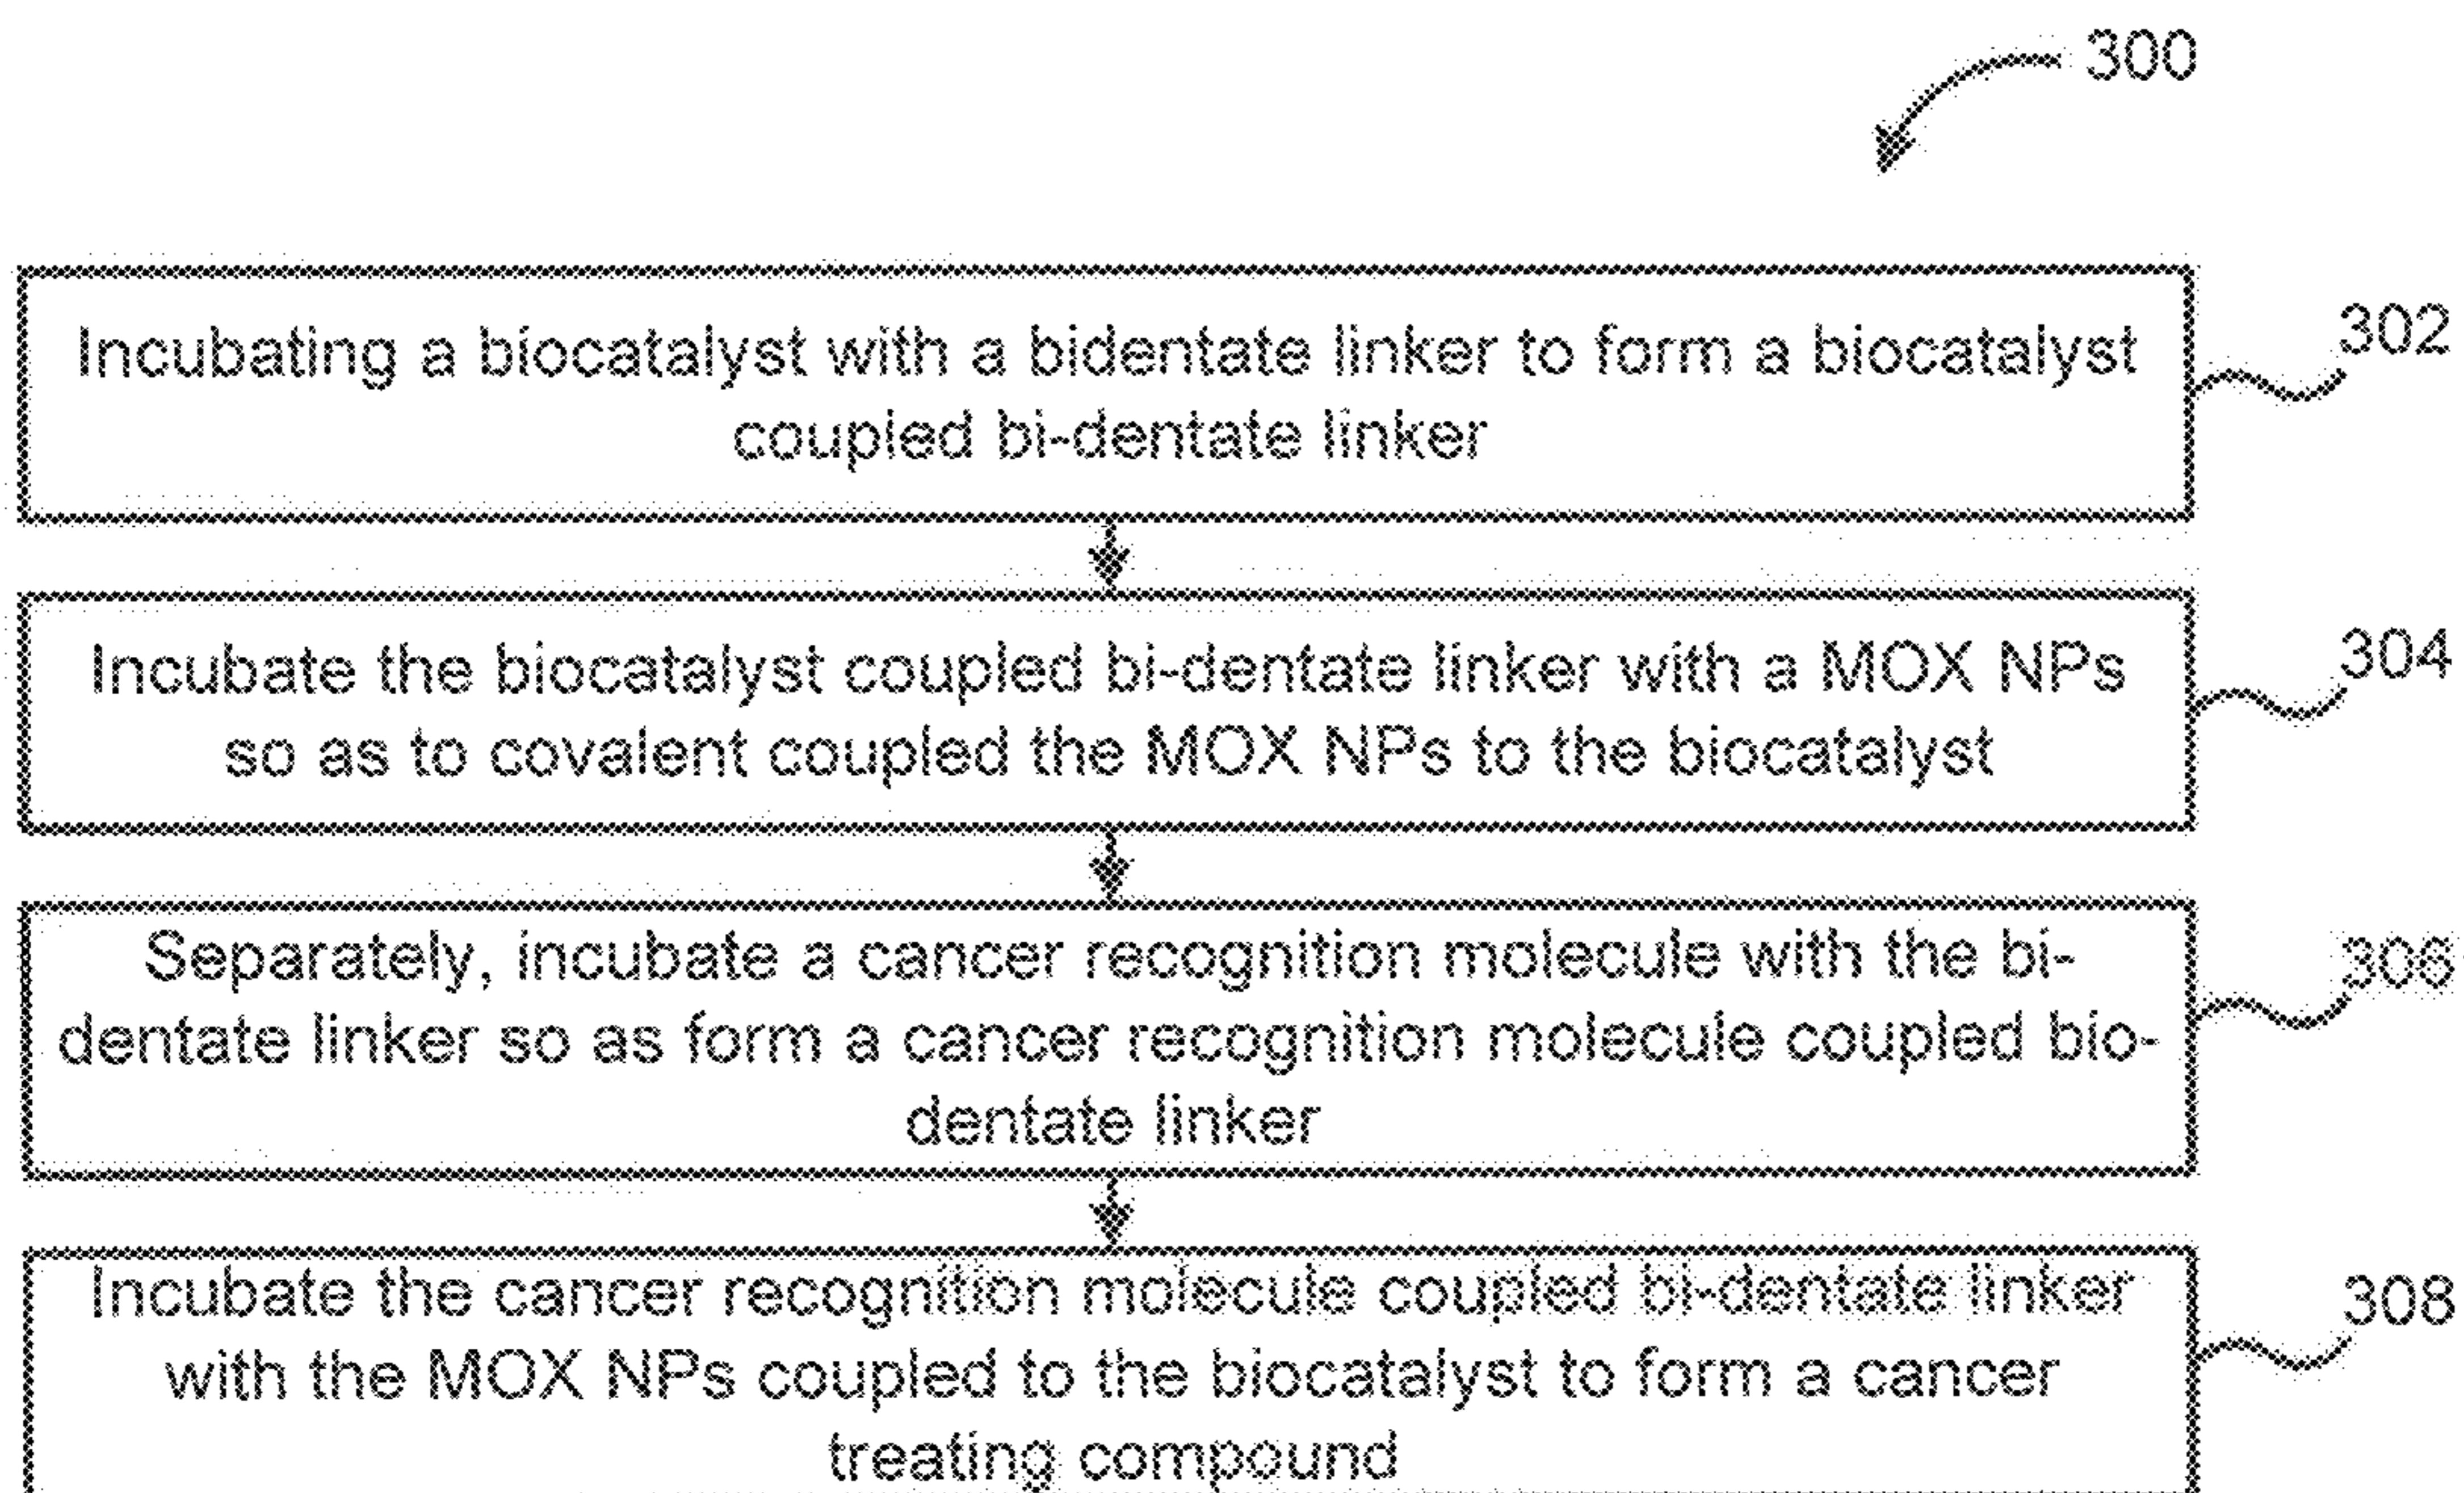 300
Incubating a biocatalyst with a bidentate linker to form a biocatalyst
coupled bi-dentate linker
302
Incubate the biocatalyst coupled bi-dentate linker with a MOX NPs
so as to covalent coupled the MOX NPs to the biocatalyst
304
Separately, incubate a cancer recognition molecule with the bi-
dentate linker so as form a cancer recognition molecule coupled bio-
dentate linker
306
Incubate the cancer recognition molecule coupled bi-dentate linker
with the MOX NPs coupled to the biocatalyst to form a cancer
treating compound
308